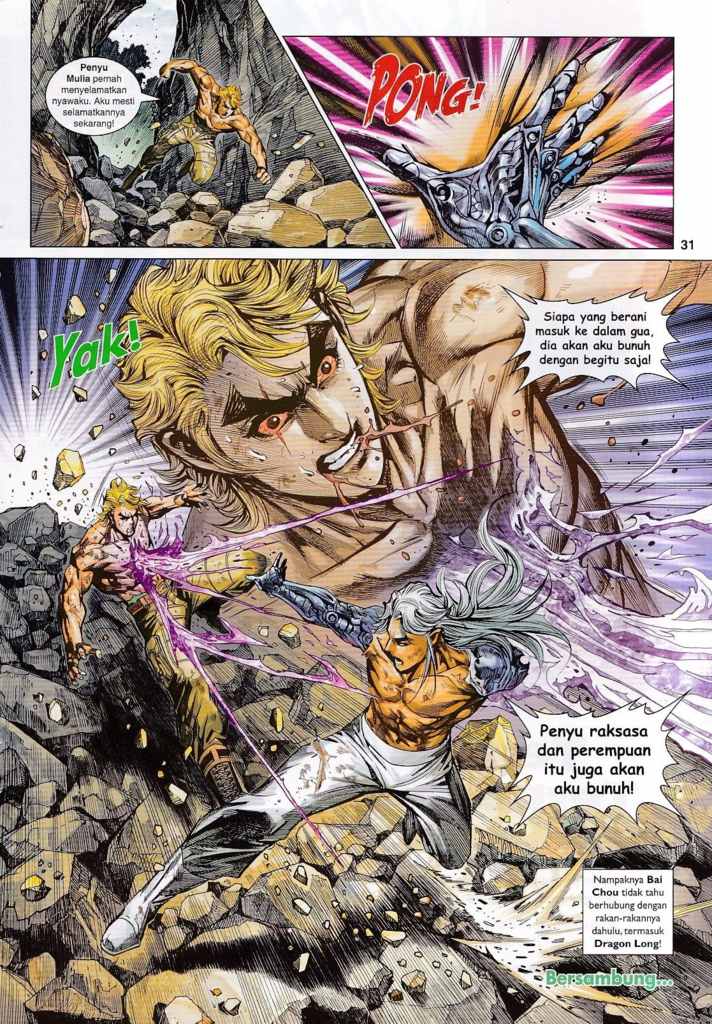 Penyu
Mulia pernah
menyelamatkan
nyawaku. Aku mesti
selamatkannya
sekarang!
PONG!
31
Yak!
Siapa yang berani
masuk ke dalam gua,
dia akan aku bunuh
dengan begitu saja!
Penyu raksasa
dan perempuan
itu juga akan
aku bunuh!
Nampaknya Bai
Chou tidak tahu
berhubung dengan
rakan-rakannya
dahulu, termasuk
Dragon Long!
Bersambung...